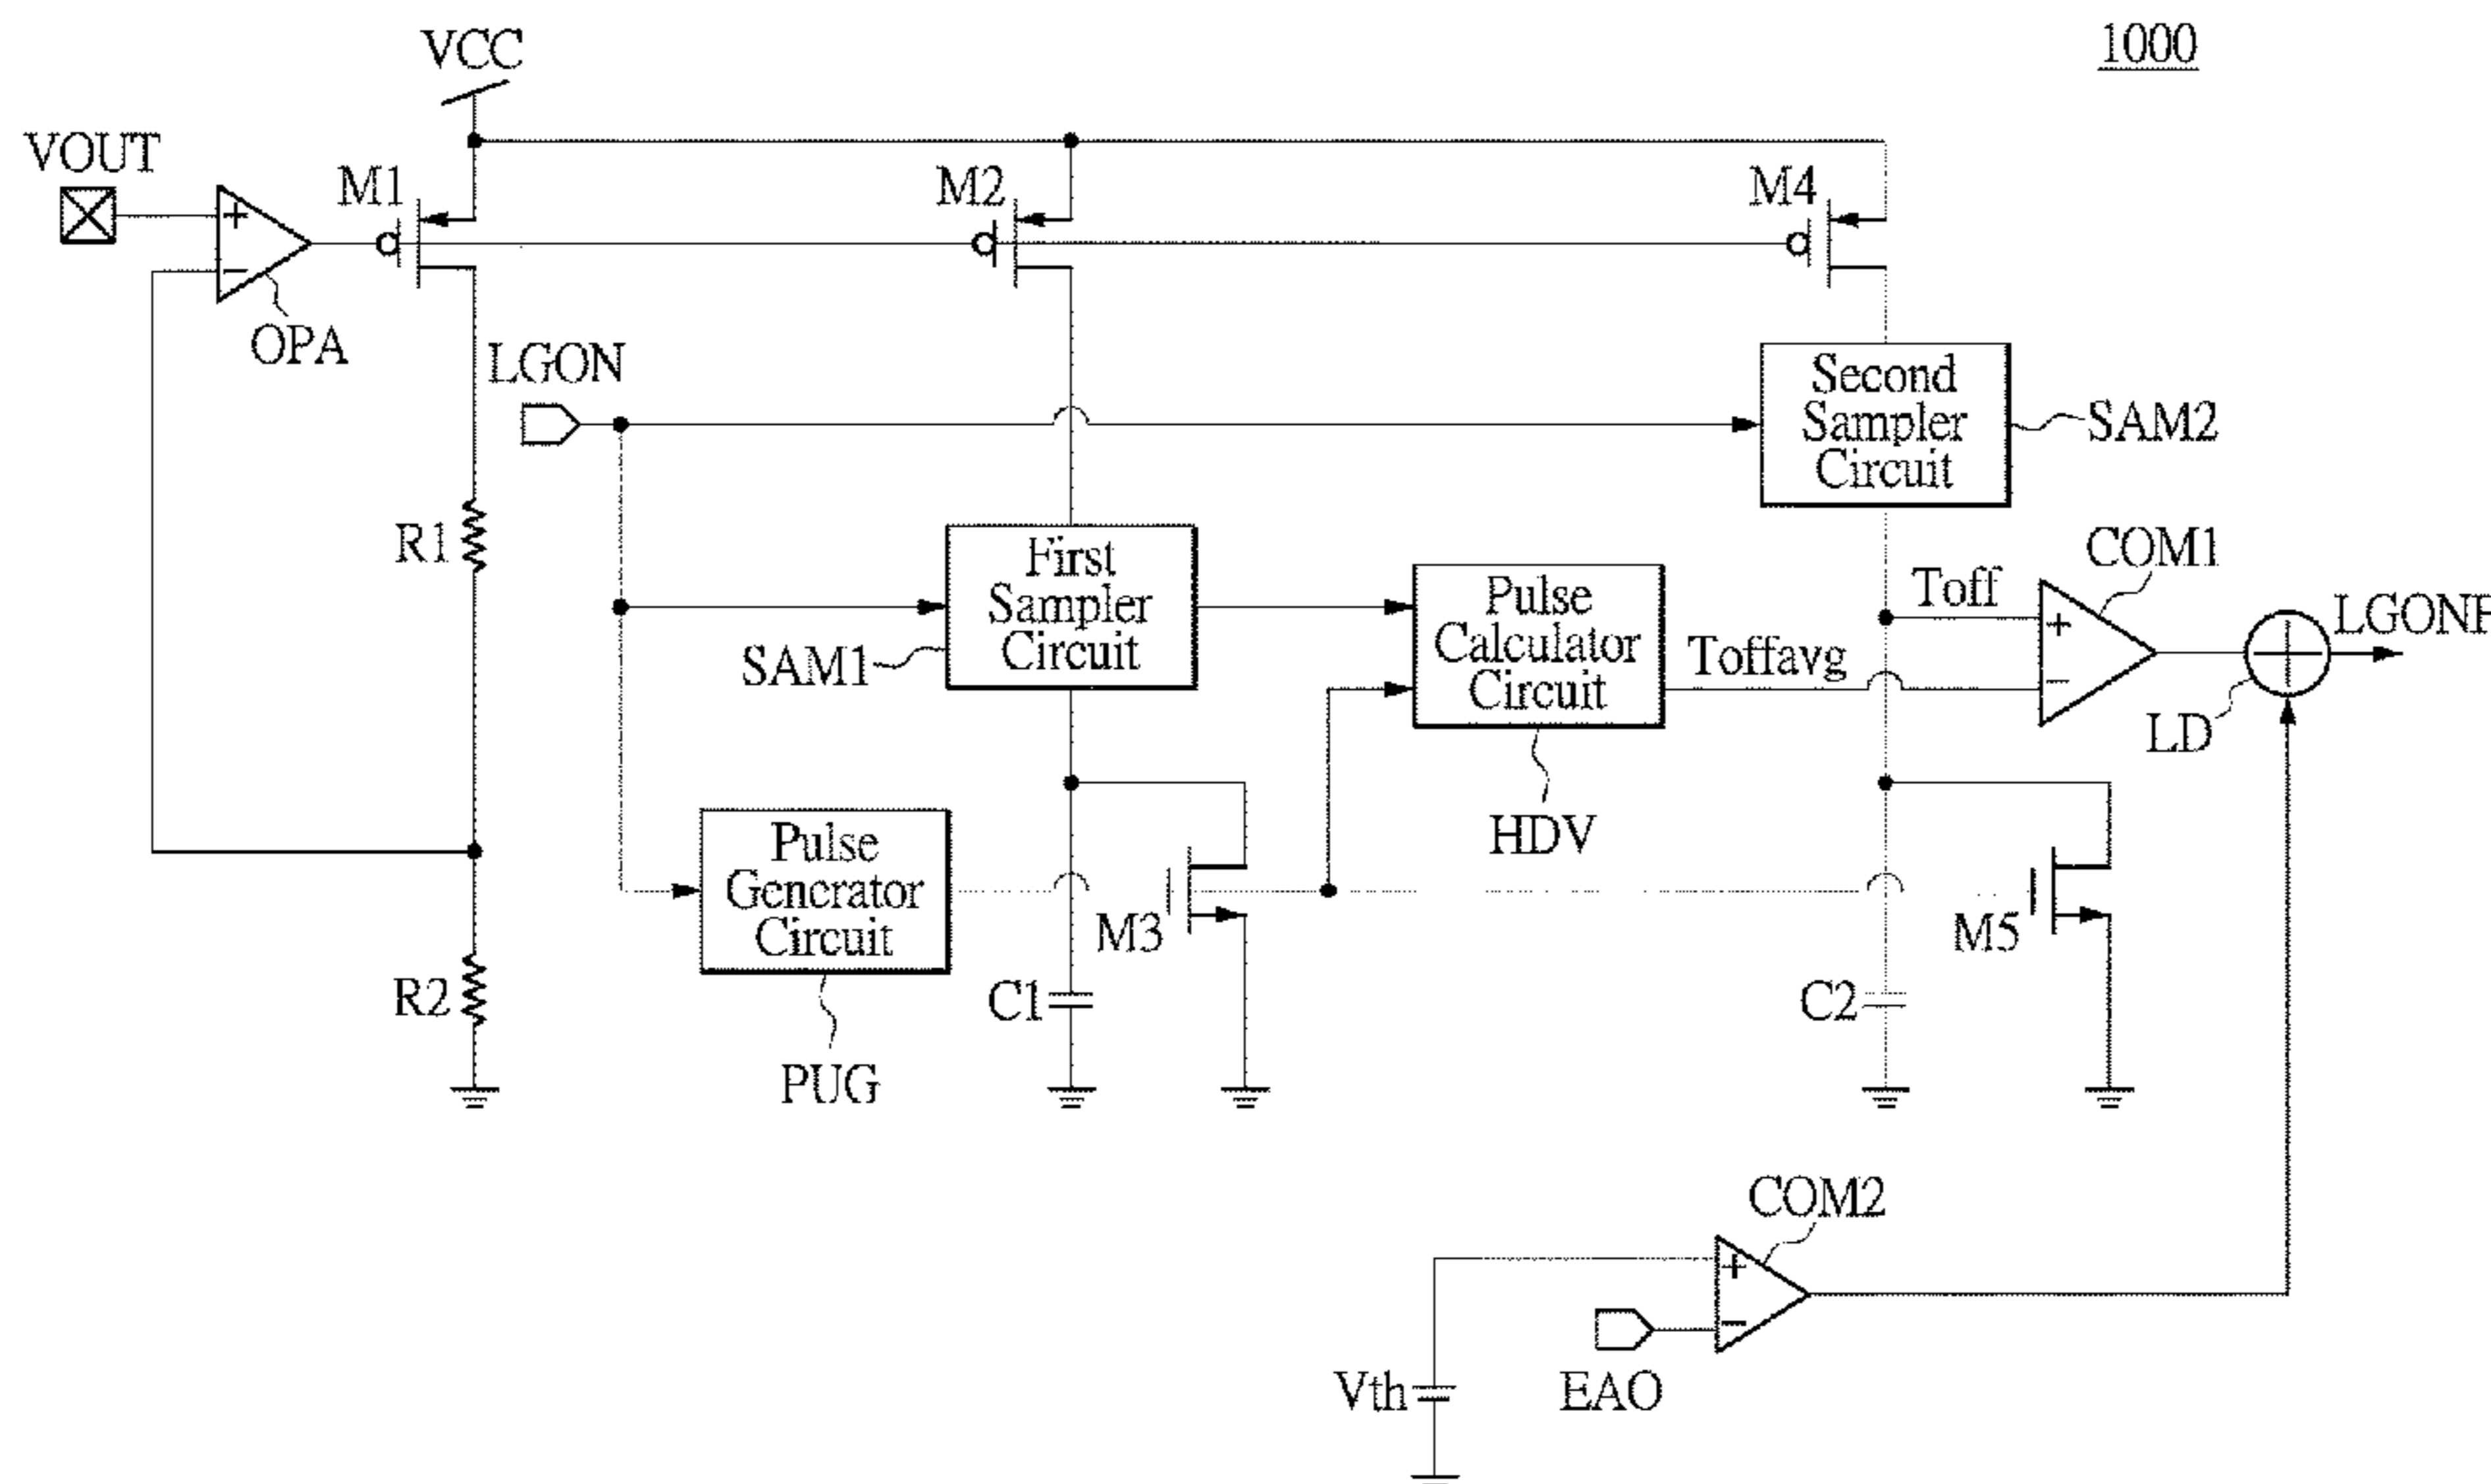 1000
VCC
VOUT
M1
M2
M4
OPA
LGON
Second
Sampler
Circuit
SAM2
R1
First
Sampler
Circuit
SAM1
Pulse
Calculator
Circuit
HDV
Toffavg
Toff
COM1
LD
Pulse
Generator
Circuit
PUG
M3
M5
R2
C1
C2
COM2
Vth
EAO